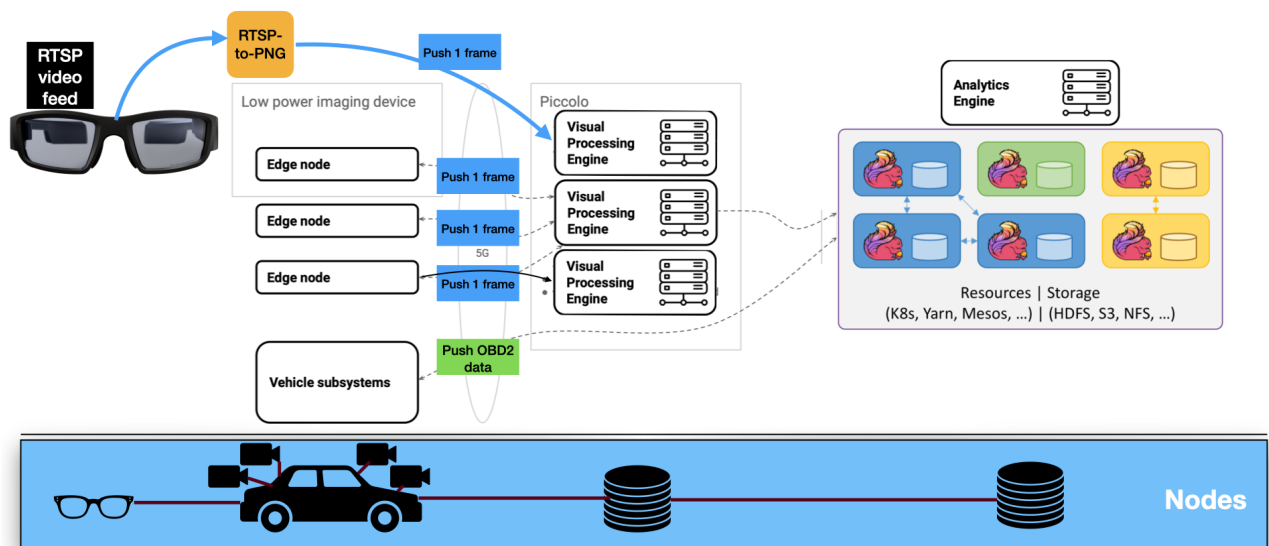 RTSP
video
feed
RTSP-
to-PNG
Push 1 frame
Low power imaging device
Piccolo
Analytics
Engine
Visual
Processing
Engine
Edge node
Push 1 frame
Visual
Processing
Engine
Edge node
Push 1 frame
5G
Edge node
Push 1 frame
Visual
Processing
Engine
Resources | Storage
(K8s, Yarn, Mesos, ...) | (HDFS, S3, NFS, ...)
Push OBD2
data
Vehicle subsystems
Nodes